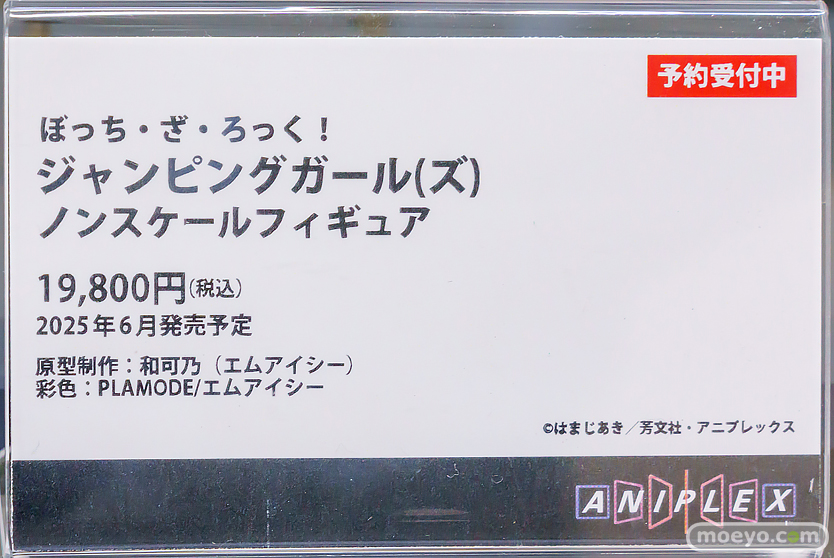 予約受付中
ぼっち・ざ・ろっく！
ジャンピングガール(ズ)
ノンスケールフィギュア
19,800円(税込)
2025年6月発売予定
原型制作：和可乃（エムアイシー）
彩色：PLAMODE/エムアイシー
©はまじあき／芳文社・アニプレックス
ANIPLEX
moeyo.com